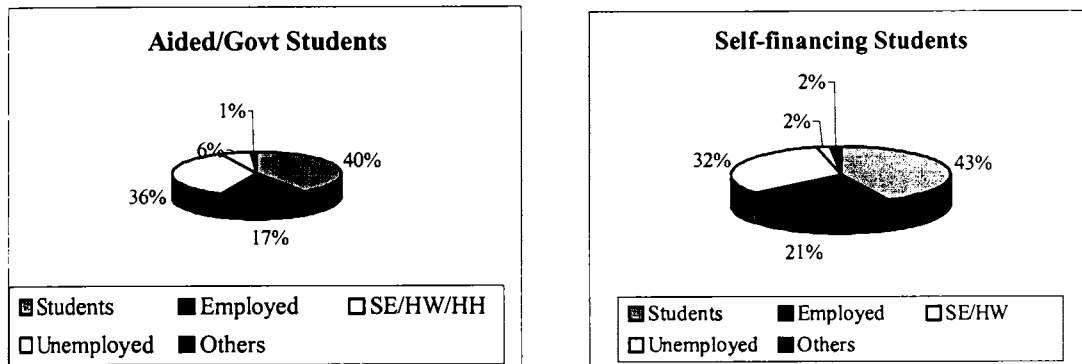 Aided/Govt Students
1%
6%
40%
36%
17%
Students Employed SE/HW/HH
Unemployed Others
Self-financing Students
2%
2%
32%
43%
21%
Students Employed SE/HW
Unemployed Others